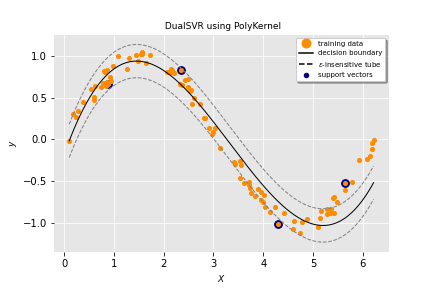 DualSVR using PolyKernel
training data
decision boundary
ε-insensitive tube
support vectors
y
1.0
0.5
0.0
−0.5
−1.0
0 1 2 3 4 5 6
X